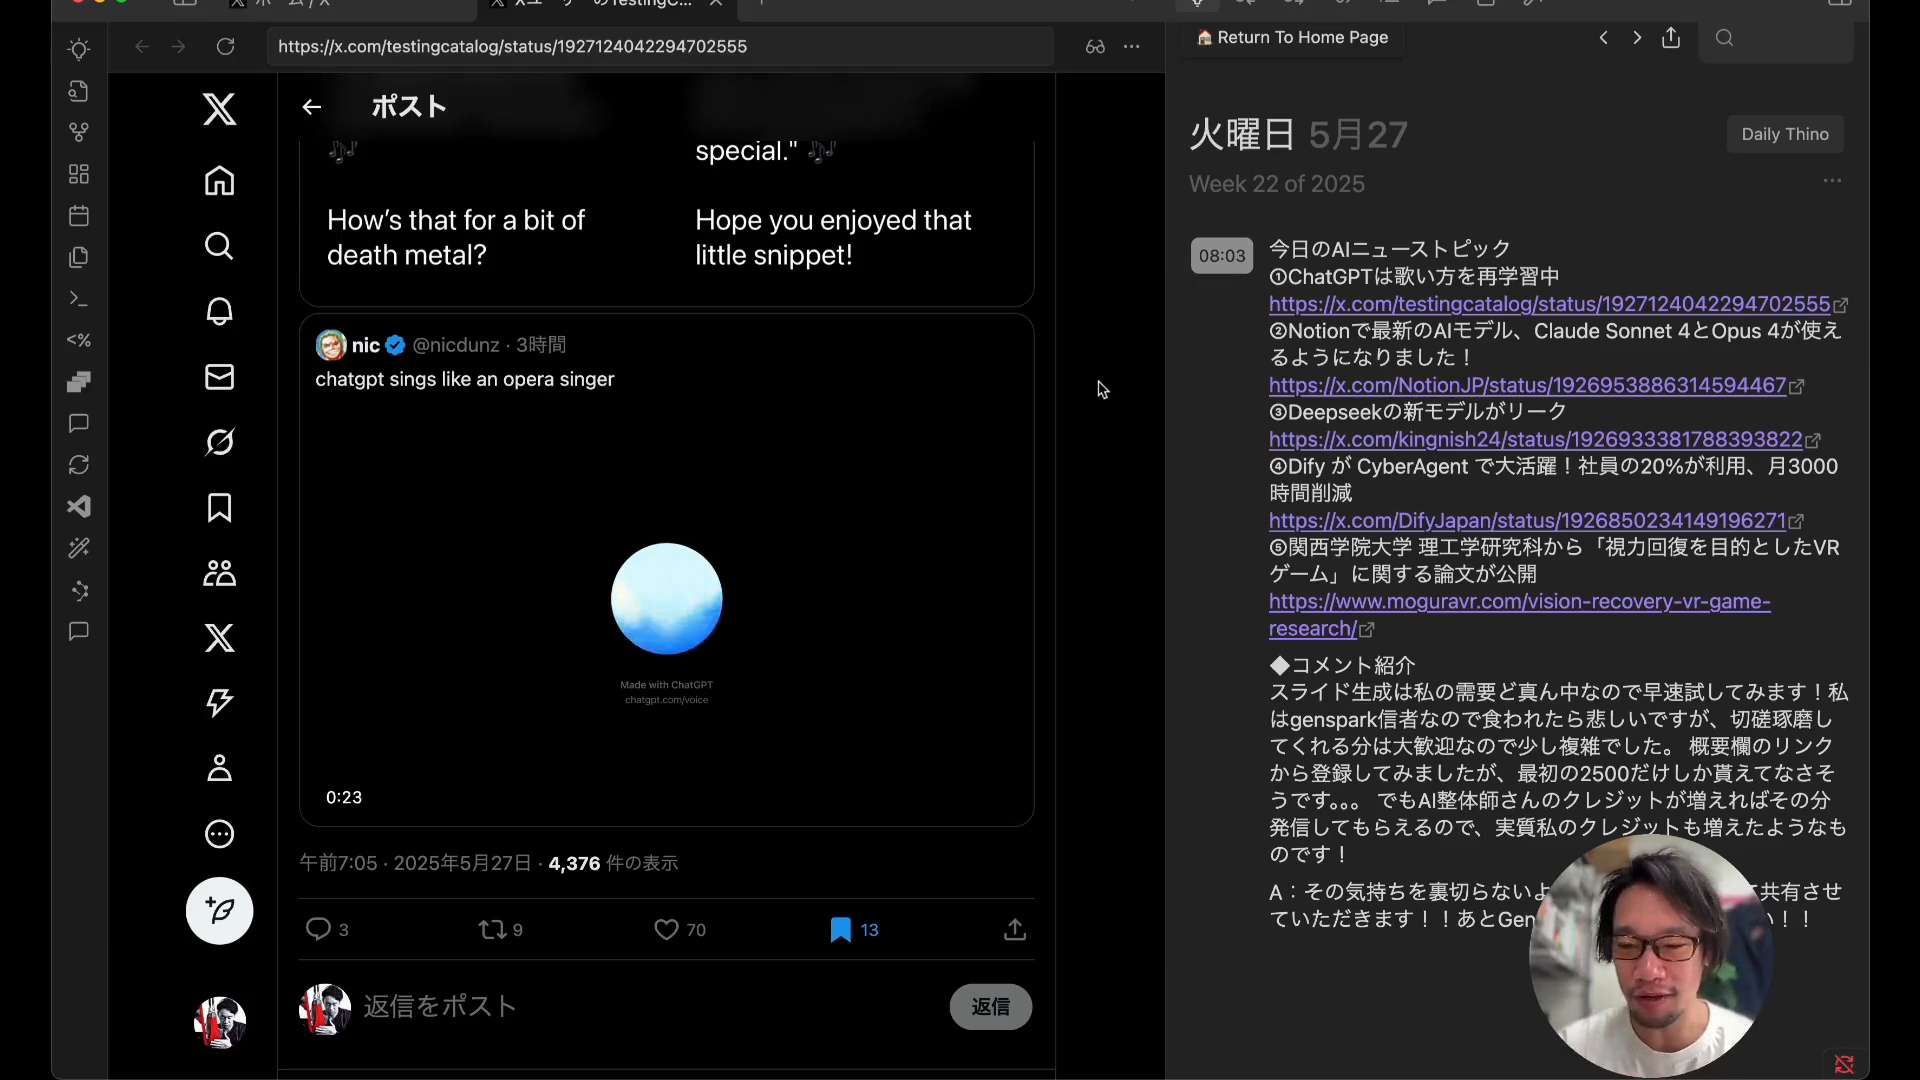 https://x.com/testingcatalog/status/1927124042294702555
ポスト
special." 🎶
How's that for a bit of
death metal?
Hope you enjoyed that
little snippet!
nic @nicdunz · 3時間
chatgpt sings like an opera singer
Made with ChatGPT
chatgpt.com/voice
0:23
午前7:05 · 2025年5月27日 · 4,376 件の表示
3
9
70
13
返信をポスト
返信
🏠 Return To Home Page
火曜日 5月27
Daily Thino
Week 22 of 2025
08:03
今日のAIニューストピック
①ChatGPTは歌い方を再学習中
https://x.com/testingcatalog/status/1927124042294702555
②Notionで最新のAIモデル、Claude Sonnet 4とOpus 4が使え
るようになりました！
https://x.com/NotionJP/status/1926953886314594467
③Deepseekの新モデルがリーク
https://x.com/kingnish24/status/1926933381788393822
④Dify が CyberAgent で大活躍！社員の20%が利用、月3000
時間削減
https://x.com/DifyJapan/status/1926850234149196271
⑤関西学院大学 理工学研究科から「視力回復を目的としたVR
ゲーム」に関する論文が公開
https://www.moguravr.com/vision-recovery-vr-game-
research/
◆コメント紹介
スライド生成は私の需要ど真ん中なので早速試してみます！私
はgenspark信者なので食われたら悲しいですが、切磋琢磨し
てくれる分は大歓迎なので少し複雑でした。 概要欄のリンク
から登録してみましたが、最初の2500だけしか貰えてなさそ
うです。。。 でもAI整体師さんのクレジットが増えればその分
発信してもらえるので、実質私のクレジットも増えたようなも
のです！
A：その気持ちを裏切らないよ
共有させ
ていただきます！！あとGen
！！